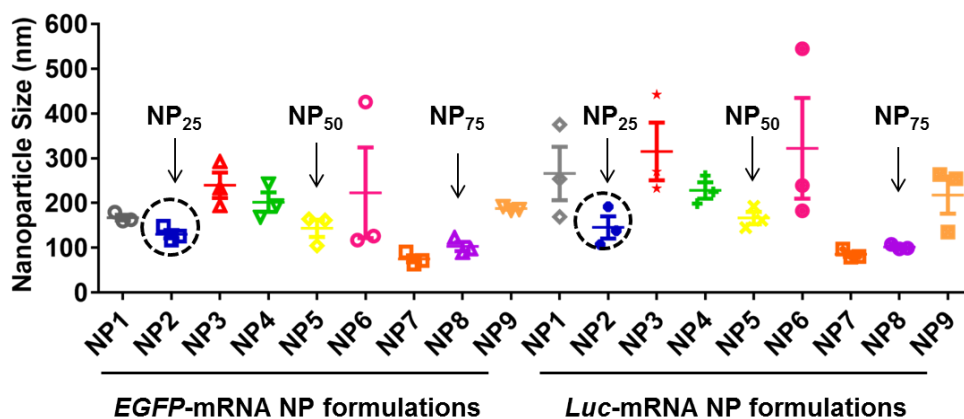 Nanoparticle Size (nm)
600
500
400
300
200
100
0
NP25
NP50
NP75
NP25
NP50
NP75
NP1
NP2
NP3
NP4
NP5
NP6
NP7
NP8
NP9
NP1
NP2
NP3
NP4
NP5
NP6
NP7
NP8
NP9
EGFP-mRNA NP formulations
Luc-mRNA NP formulations